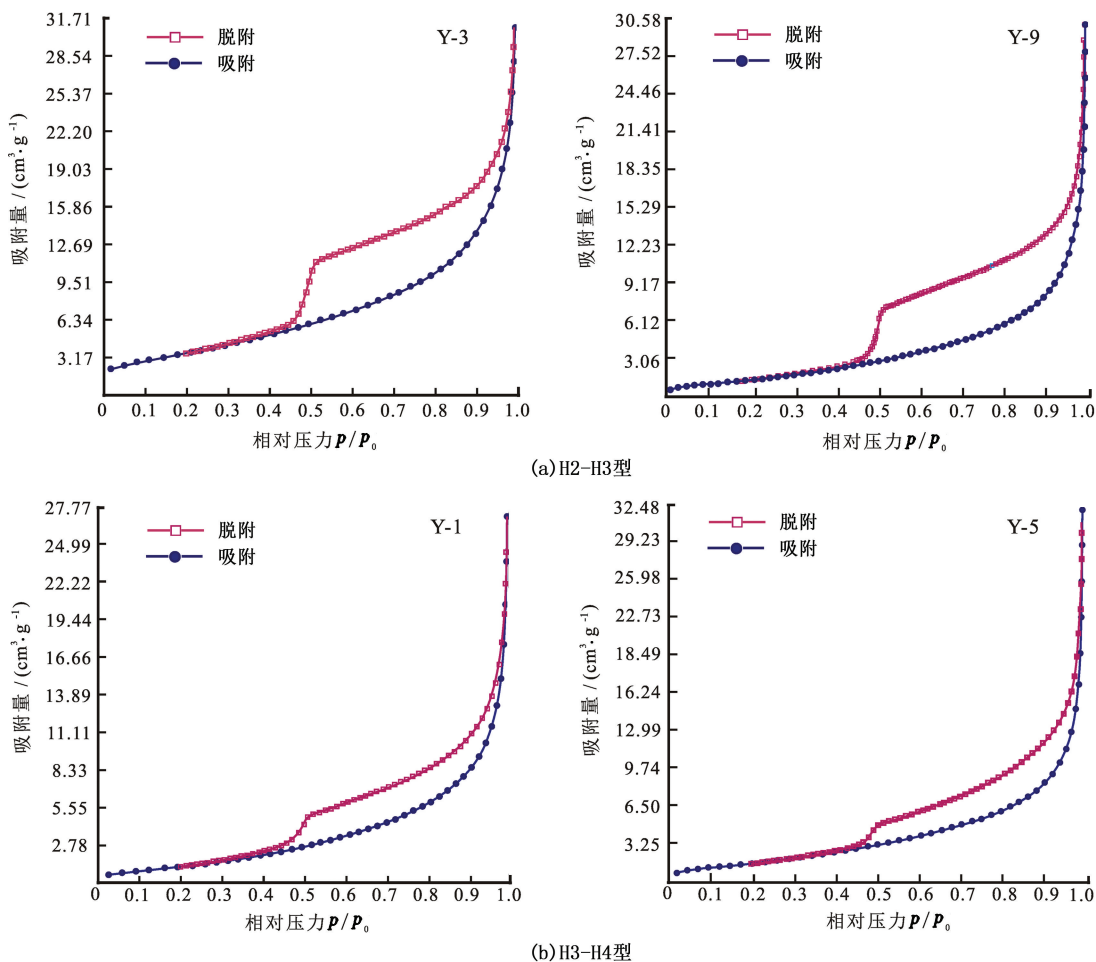 31.71
28.54
25.37
22.20
19.03
15.86
12.69
9.51
6.34
3.17
吸附量/(cm³·g⁻¹)
脱附
吸附
Y-3
0 0.1 0.2 0.3 0.4 0.5 0.6 0.7 0.8 0.9 1.0
相对压力p/p₀
30.58
27.52
24.46
21.41
18.35
15.29
12.23
9.17
6.12
3.06
吸附量/(cm³·g⁻¹)
脱附
吸附
Y-9
0 0.1 0.2 0.3 0.4 0.5 0.6 0.7 0.8 0.9 1.0
相对压力p/p₀
(a)H2-H3型
27.77
24.99
22.22
19.44
16.66
13.89
11.11
8.33
5.55
2.78
吸附量/(cm³·g⁻¹)
脱附
吸附
Y-1
0 0.1 0.2 0.3 0.4 0.5 0.6 0.7 0.8 0.9 1.0
相对压力p/p₀
32.48
29.23
25.98
22.73
18.49
16.24
12.99
9.74
6.50
3.25
吸附量/(cm³·g⁻¹)
脱附
吸附
Y-5
0 0.1 0.2 0.3 0.4 0.5 0.6 0.7 0.8 0.9 1.0
相对压力p/p₀
(b)H3-H4型